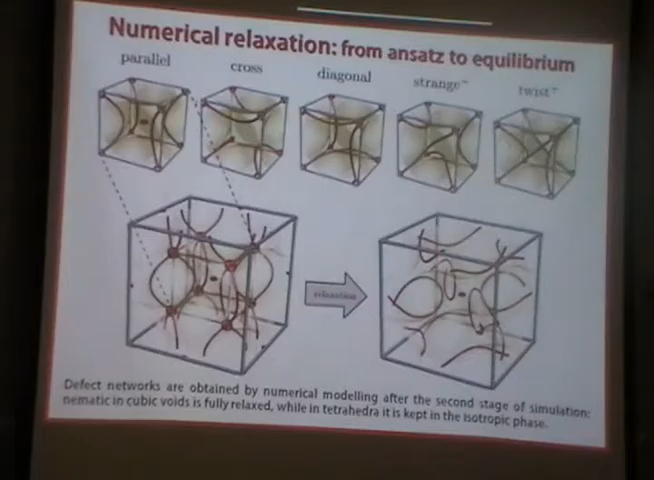 Numerical relaxation: from ansatz to equilibrium
parallel
cross
diagonal
strange⁻
twist⁺
relaxation
Defect networks are obtained by numerical modelling after the second stage of simulation:
nematic in cubic voids is fully relaxed, while in tetrahedra it is kept in the isotropic phase.